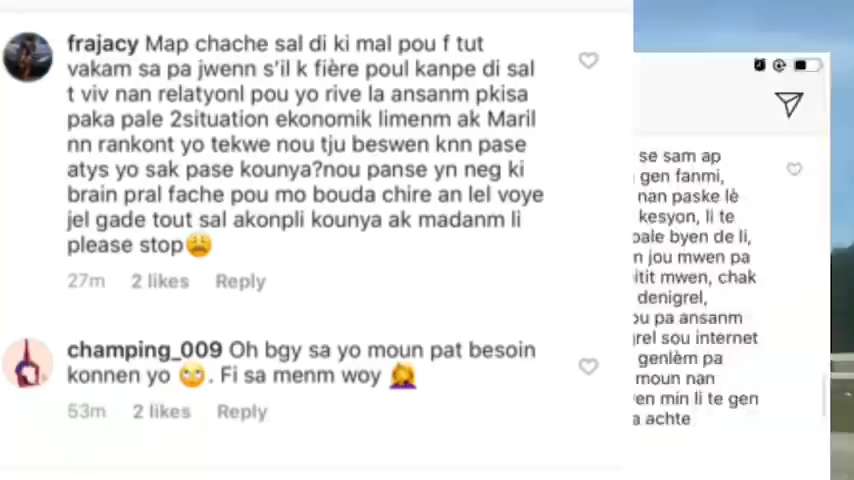 frajacy Map chache sal di ki mal pou f tut
vakam sa pa jwenn s'il k fière poul kanpe di sal
t viv nan relatyonl pou yo rive la ansanm pkisa
paka pale 2situation ekonomik limenm ak Maril
nn rankont yo tekwe nou tju beswen knn pase
atys yo sak pase kounya?nou panse yn neg ki
brain pral fache pou mo bouda chire an lel voye
jel gade tout sal akonpli kounya ak madanm li
please stop😩
27m 2 likes Reply
champing_009 Oh bgy sa yo moun pat besoin
konnen yo 🙄. Fi sa menm woy 🤦‍♀️
53m 2 likes Reply
se sam ap
gen fanmi,
nan paske lè
kesyon, li te
pale byen de li,
n jou mwen pa
itit mwen, chak
denigrel,
ou pa ansanm
grel sou internet
genlèm pa
moun nan
en min li te gen
a achte